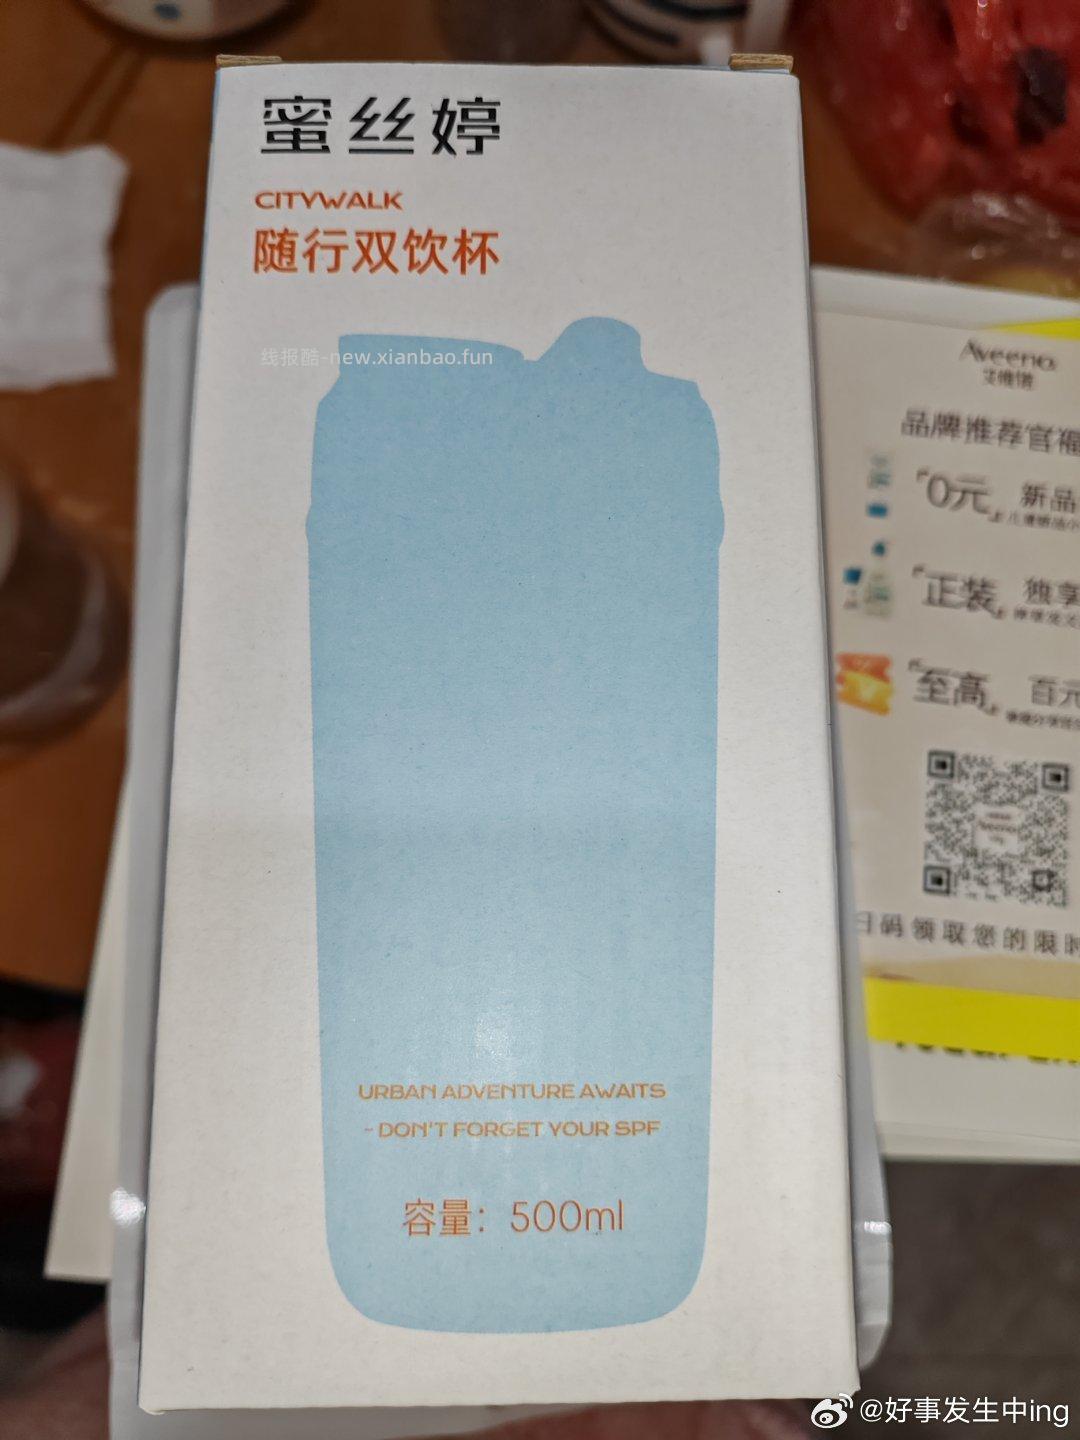 蜜丝婷
CITYWALK
随行双饮杯
线报酷-new.xianbao.fun
URBAN ADVENTURE AWAITS
- DON'T FORGET YOUR SPF
容量：500ml
Aveeno
艾惟诺
品牌推荐官福
"0元" 新品
"正装" 独享
"至高" 百元
扫码领取您的限时
@好事发生中ing